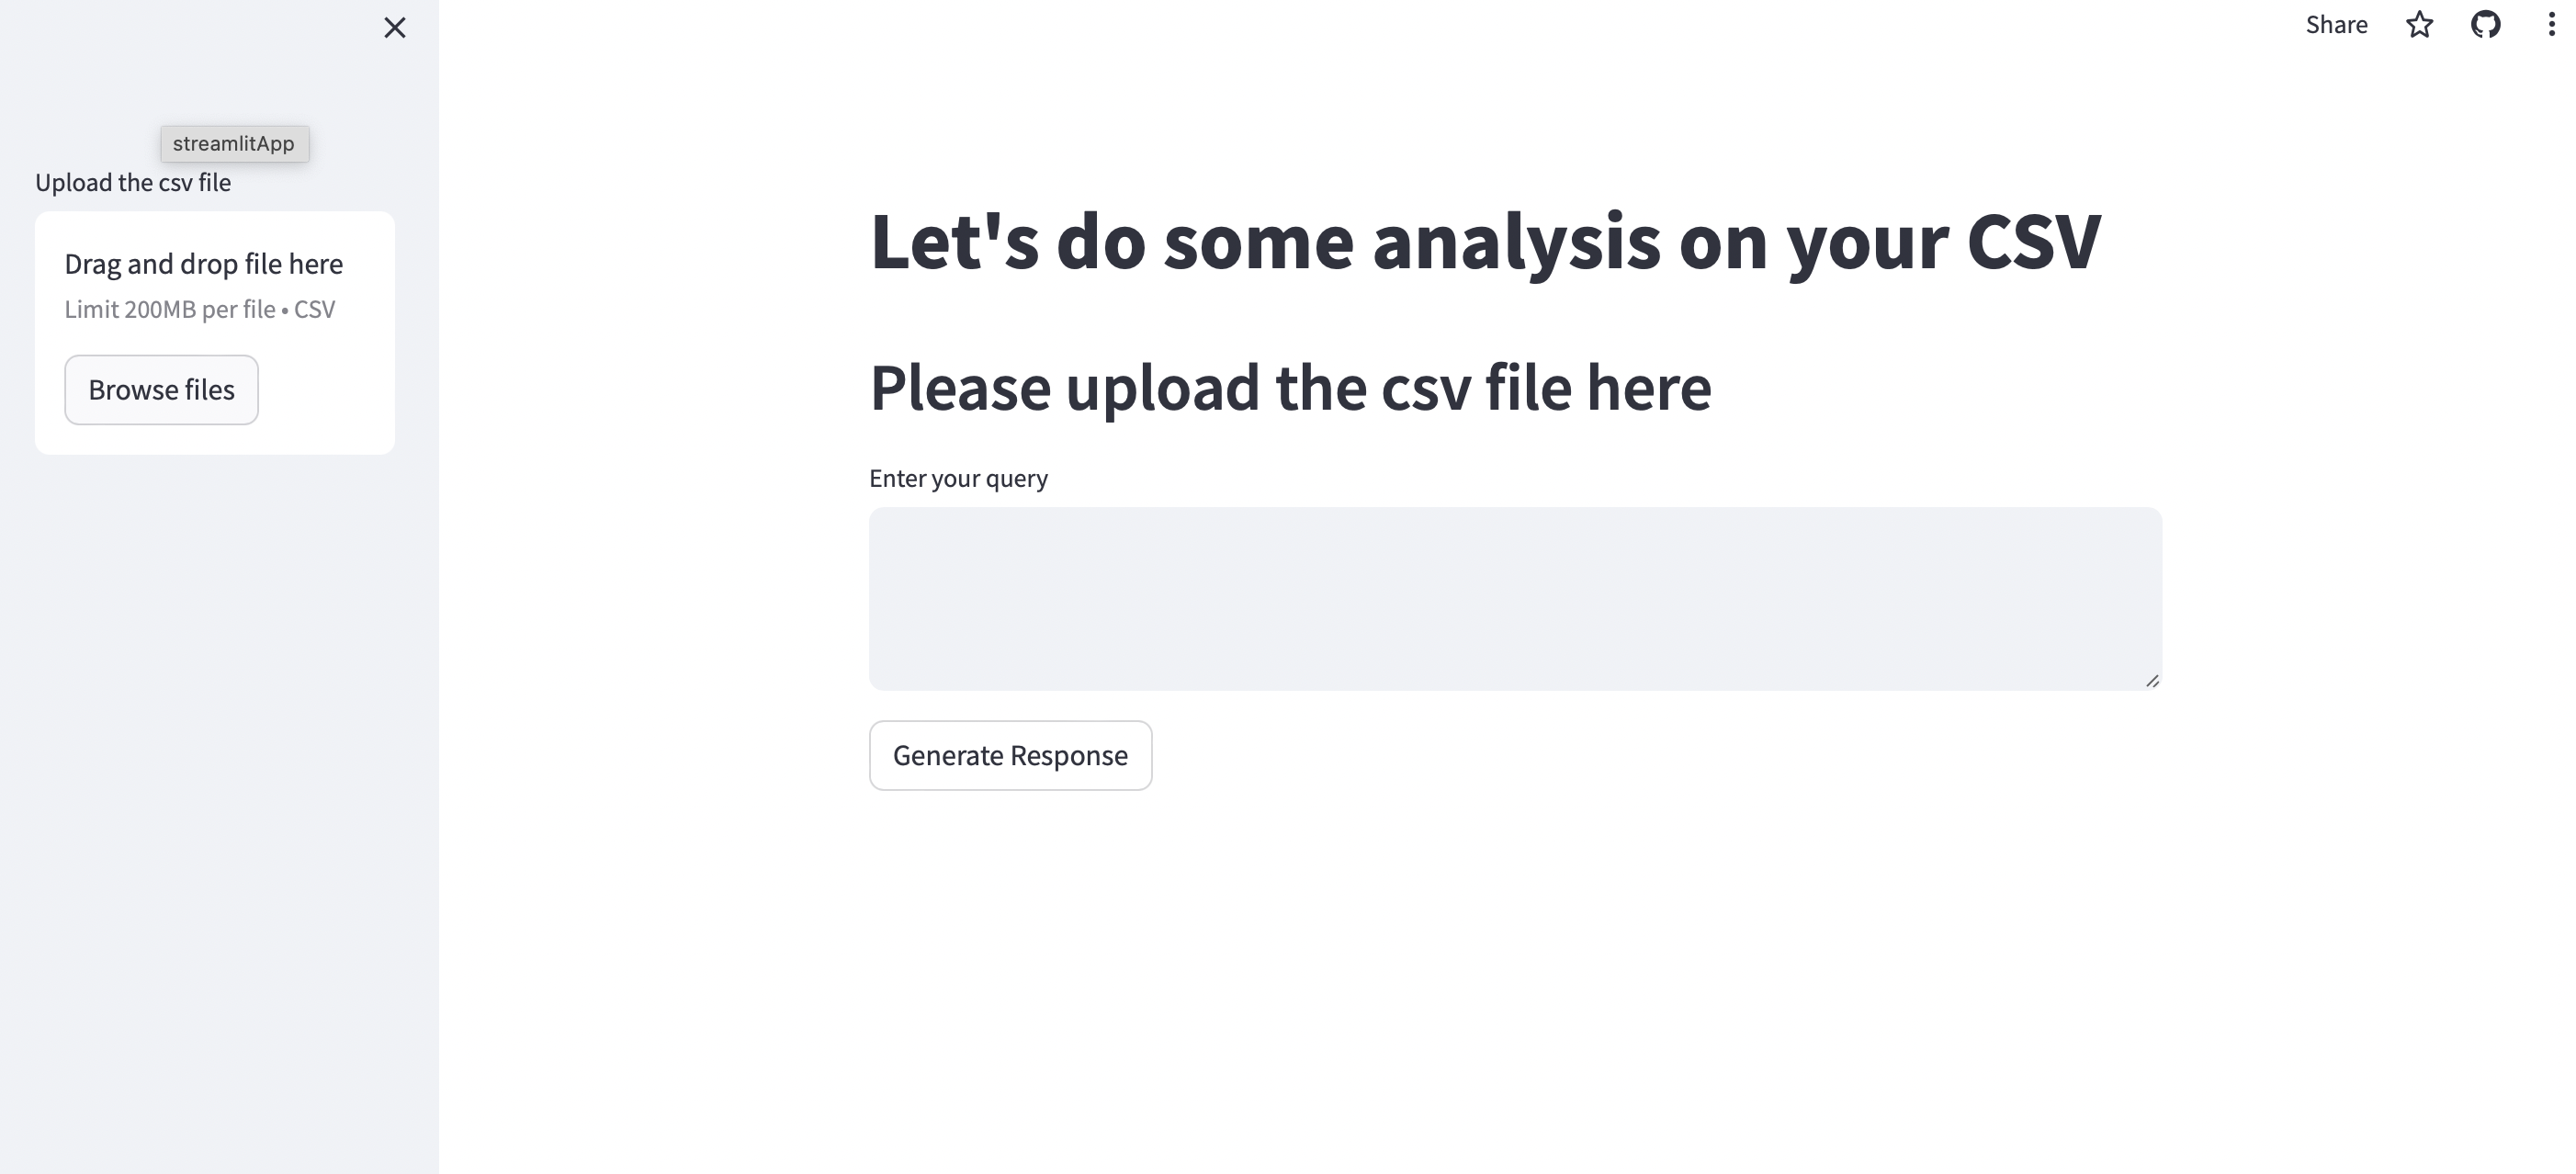 Share
streamlitApp
Upload the csv file
Drag and drop file here
Limit 200MB per file • CSV
Browse files
Let's do some analysis on your CSV
Please upload the csv file here
Enter your query
Generate Response